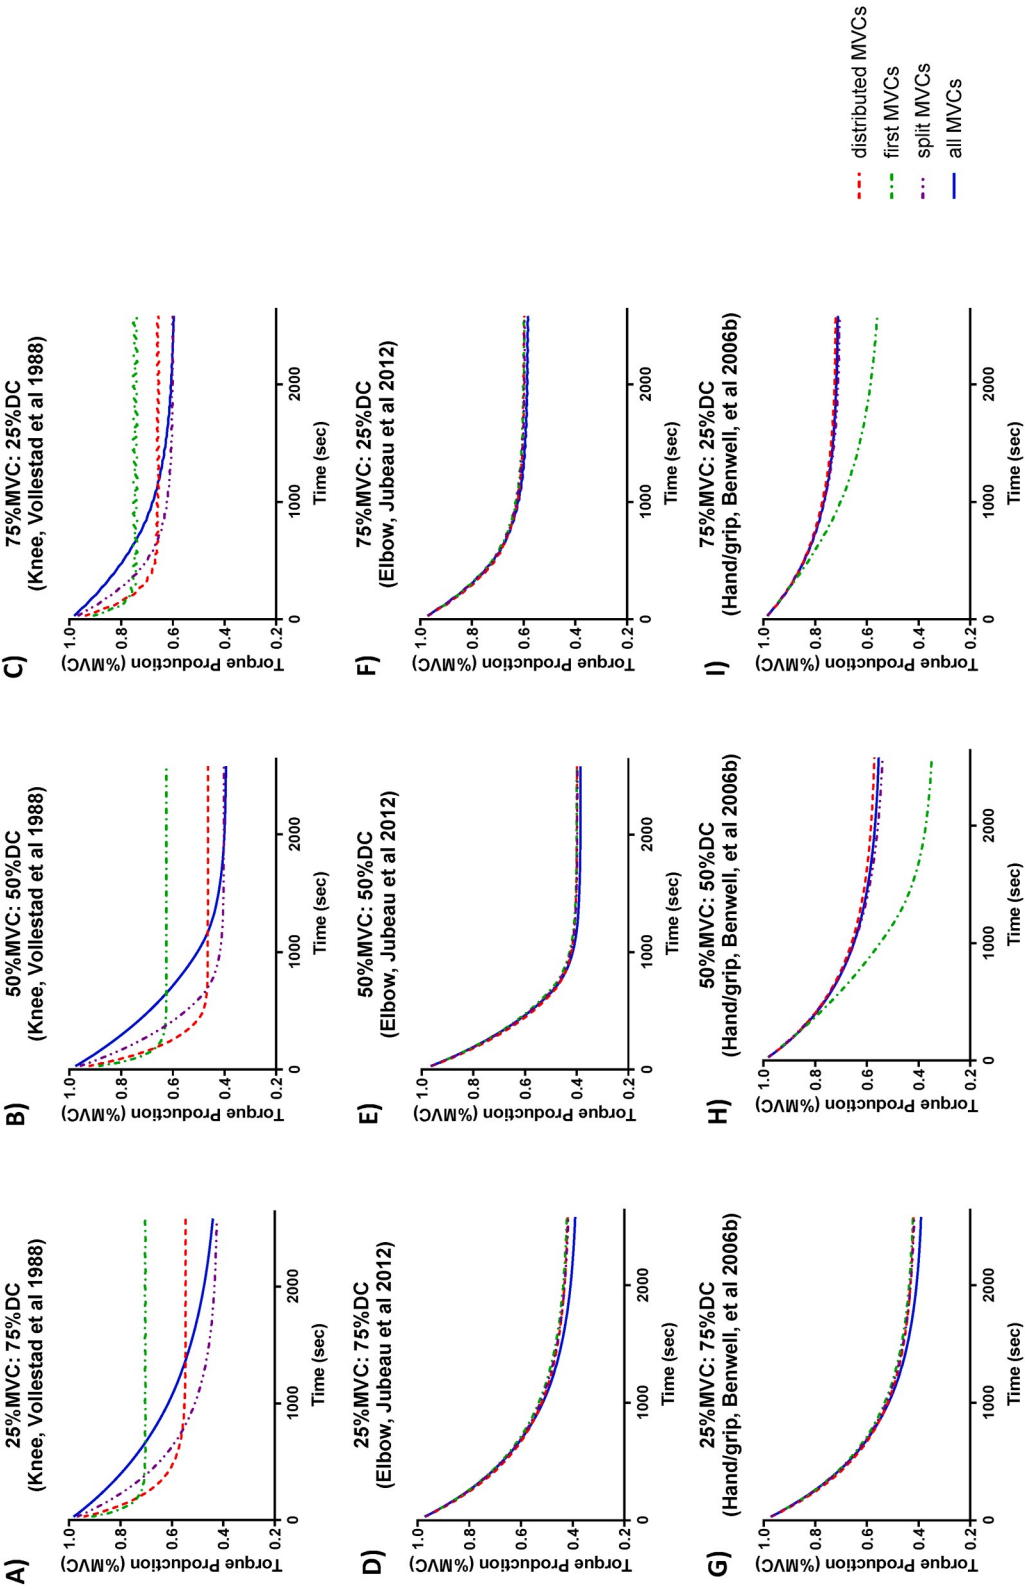 A)
25%MVC: 75%DC
(Knee, Vollestad et al 1988)
Torque Production (%MVC)
1.0
0.8
0.6
0.4
0.2
0
1000
2000
Time (sec)
B)
50%MVC: 50%DC
(Knee, Vollestad et al 1988)
Torque Production (%MVC)
1.0
0.8
0.6
0.4
0.2
0
1000
2000
Time (sec)
C)
75%MVC: 25%DC
(Knee, Vollestad et al 1988)
Torque Production (%MVC)
1.0
0.8
0.6
0.4
0.2
0
1000
2000
Time (sec)
D)
25%MVC: 75%DC
(Elbow, Jubeau et al 2012)
Torque Production (%MVC)
1.0
0.8
0.6
0.4
0.2
0
1000
2000
Time (sec)
E)
50%MVC: 50%DC
(Elbow, Jubeau et al 2012)
Torque Production (%MVC)
1.0
0.8
0.6
0.4
0.2
0
1000
2000
Time (sec)
F)
75%MVC: 25%DC
(Elbow, Jubeau et al 2012)
Torque Production (%MVC)
1.0
0.8
0.6
0.4
0.2
0
1000
2000
Time (sec)
G)
25%MVC: 75%DC
(Hand/grip, Benwell, et al 2006b)
Torque Production (%MVC)
1.0
0.8
0.6
0.4
0.2
0
1000
2000
Time (sec)
H)
50%MVC: 50%DC
(Hand/grip, Benwell, et al 2006b)
Torque Production (%MVC)
1.0
0.8
0.6
0.4
0.2
0
1000
2000
Time (sec)
I)
75%MVC: 25%DC
(Hand/grip, Benwell, et al 2006b)
Torque Production (%MVC)
1.0
0.8
0.6
0.4
0.2
0
1000
2000
Time (sec)
distributed MVCs
first MVCs
split MVCs
all MVCs